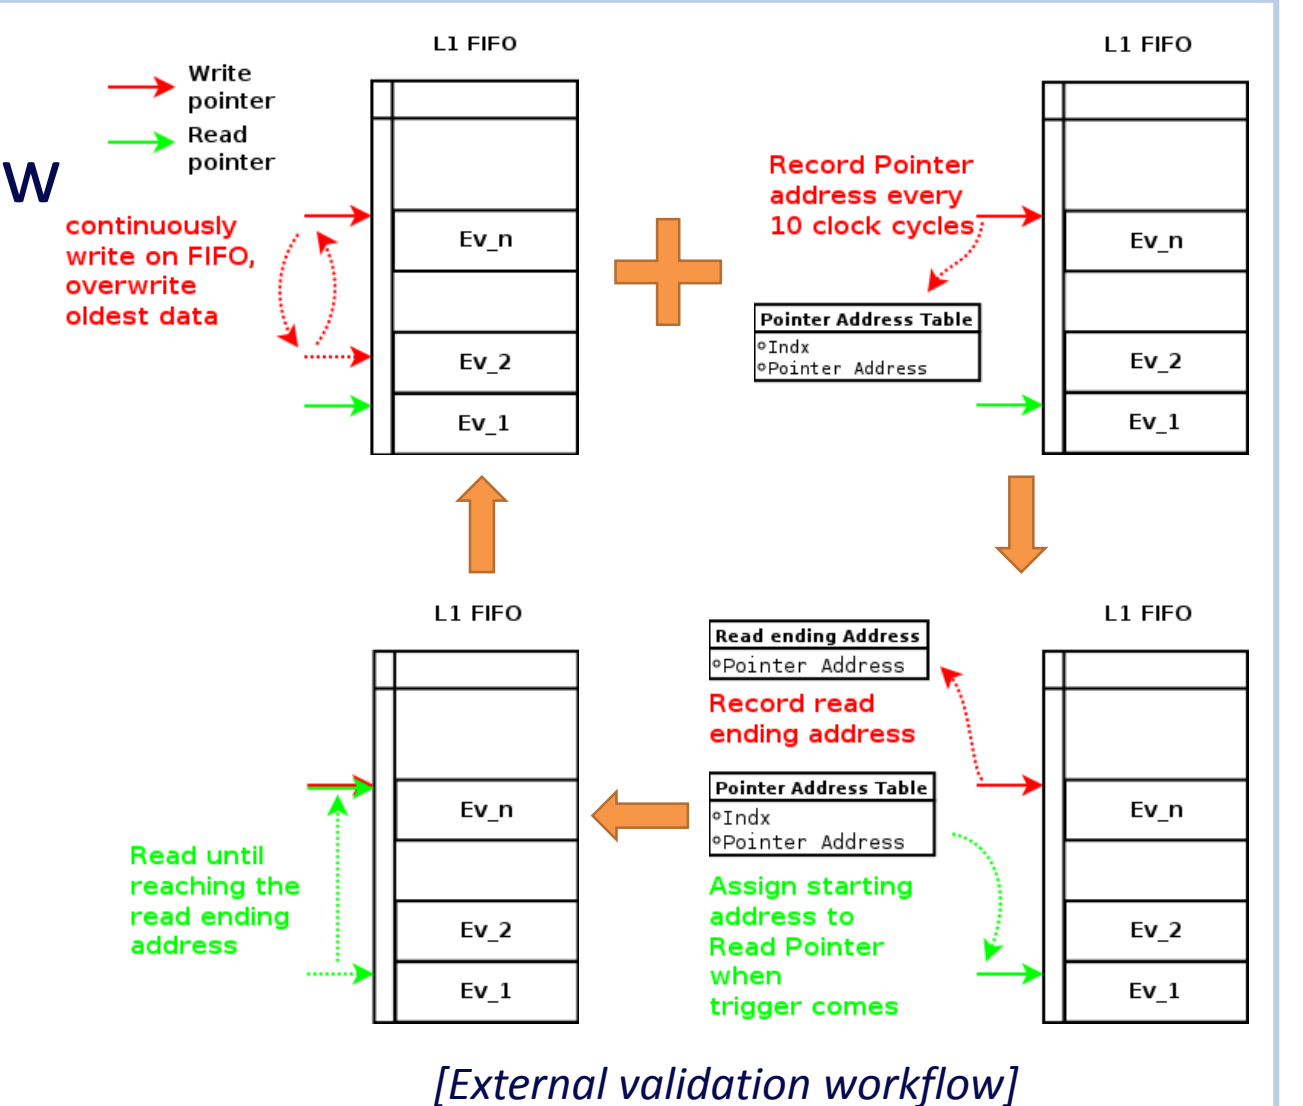 L1 FIFO
Write
pointer
Read
pointer
w
continuously
write on FIFO,
overwrite
oldest data
Ev_n
Ev_2
Ev_1
L1 FIFO
Record Pointer
address every
10 clock cycles
Pointer Address Table
Indx
Pointer Address
Ev_n
Ev_2
Ev_1
L1 FIFO
Read until
reaching the
read ending
address
Ev_n
Ev_2
Ev_1
L1 FIFO
Read ending Address
Pointer Address
Record read
ending address
Pointer Address Table
Indx
Pointer Address
Assign starting
address to
Read Pointer
when
trigger comes
Ev_n
Ev_2
Ev_1
[External validation workflow]